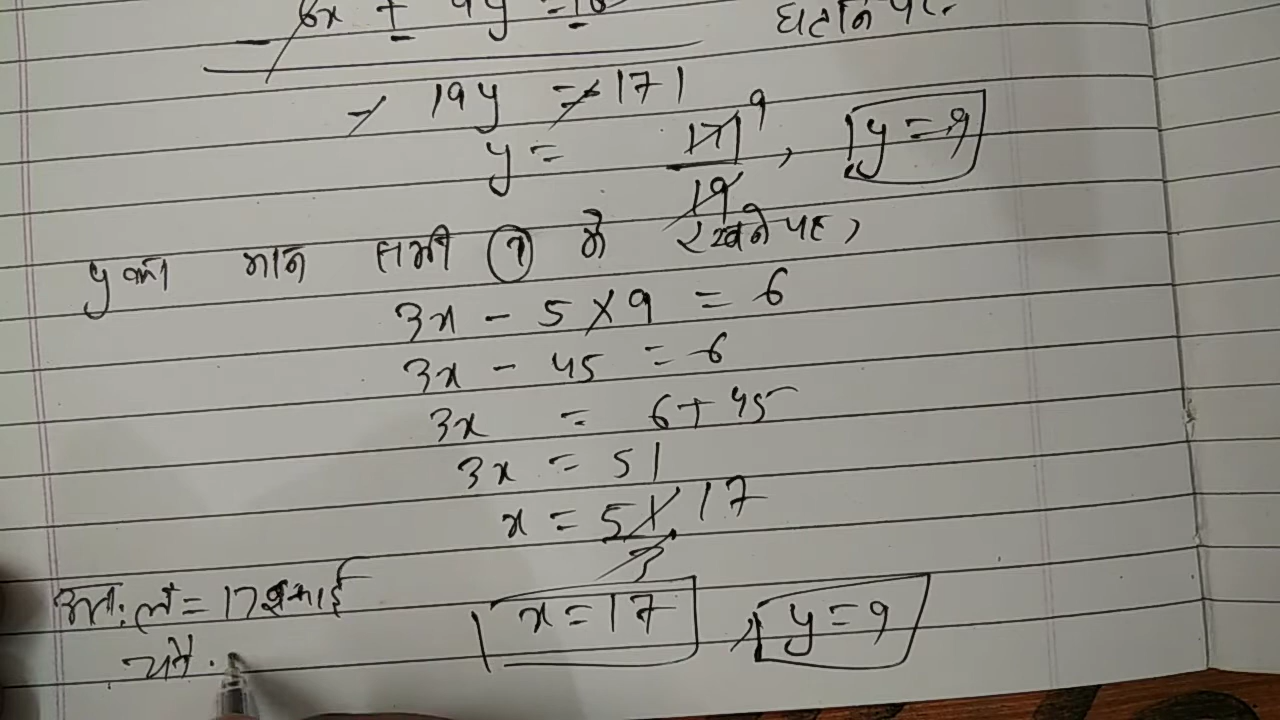 घटाने पर
- 19y = - 171
y = 171/19 9, y = 9
y का मान समी ① में रखने पर,
3x - 5 × 9 = 6
3x - 45 = 6
3x = 6 + 45
3x = 51
x = 51/3 17
अतः लं = 17 इकाई x = 17, y = 9